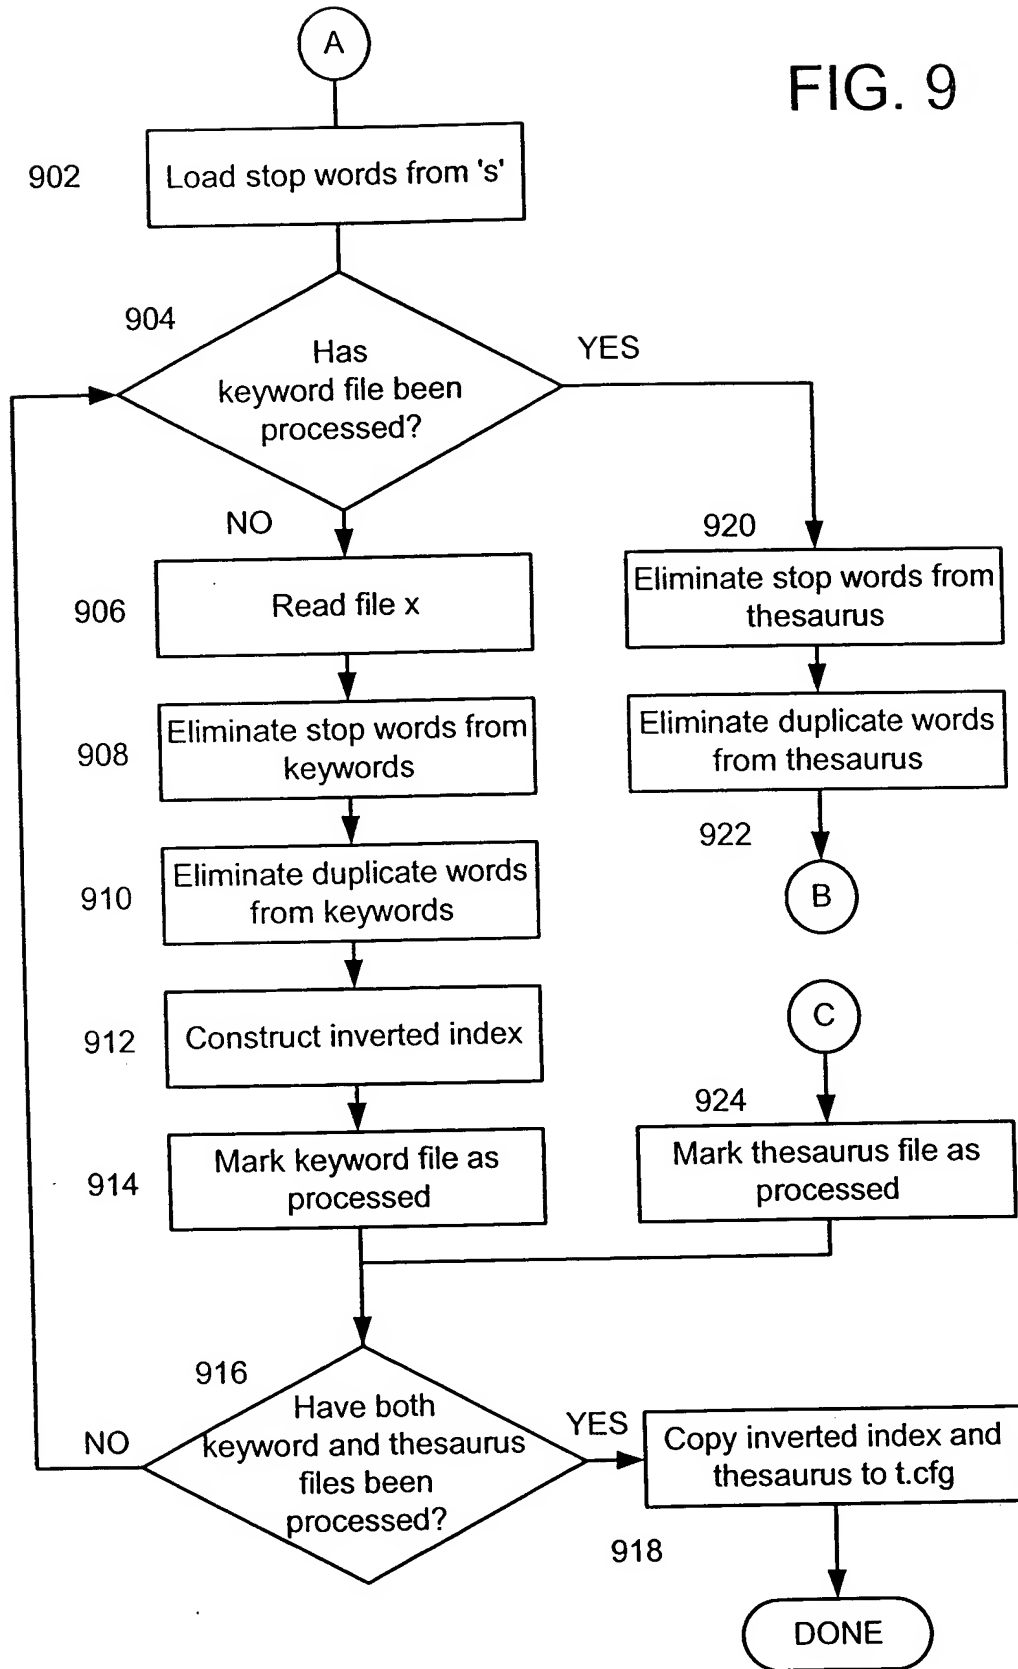 A
FIG. 9
902
Load stop words from 's'
904
Has
keyword file been
processed?
YES
NO
906
Read file x
920
Eliminate stop words from
thesaurus
908
Eliminate stop words from
keywords
Eliminate duplicate words
from thesaurus
922
910
Eliminate duplicate words
from keywords
B
912
Construct inverted index
C
924
914
Mark keyword file as
processed
Mark thesaurus file as
processed
916
Have both
keyword and thesaurus
files been
processed?
NO
YES
Copy inverted index and
thesaurus to t.cfg
918
DONE